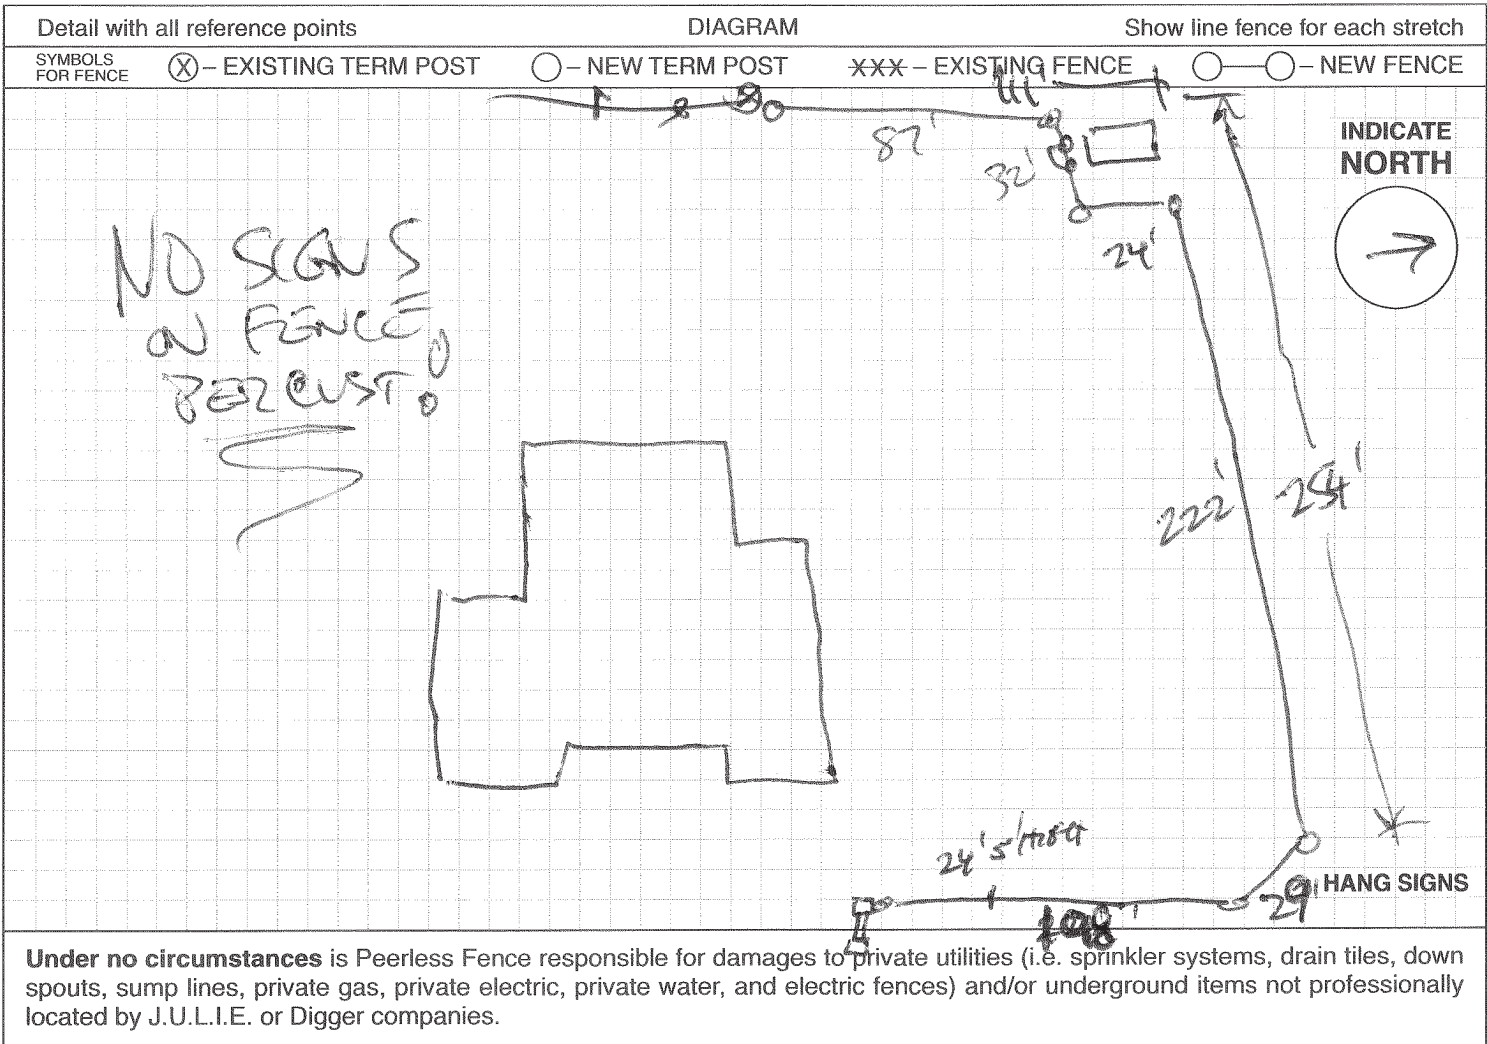 Detail with all reference points DIAGRAM Show line fence for each stretch
SYMBOLS FOR FENCE Ⓧ – EXISTING TERM POST ◯ – NEW TERM POST XXX – EXISTING FENCE ◯—◯ – NEW FENCE
111'
87'
32'
24'
INDICATE
NORTH
NO SIGNS
ON FENCE
PER CUST!
222'
254'
24' 5'
HANG SIGNS
29'
198'
Under no circumstances is Peerless Fence responsible for damages to private utilities (i.e. sprinkler systems, drain tiles, down
spouts, sump lines, private gas, private electric, private water, and electric fences) and/or underground items not professionally
located by J.U.L.I.E. or Digger companies.